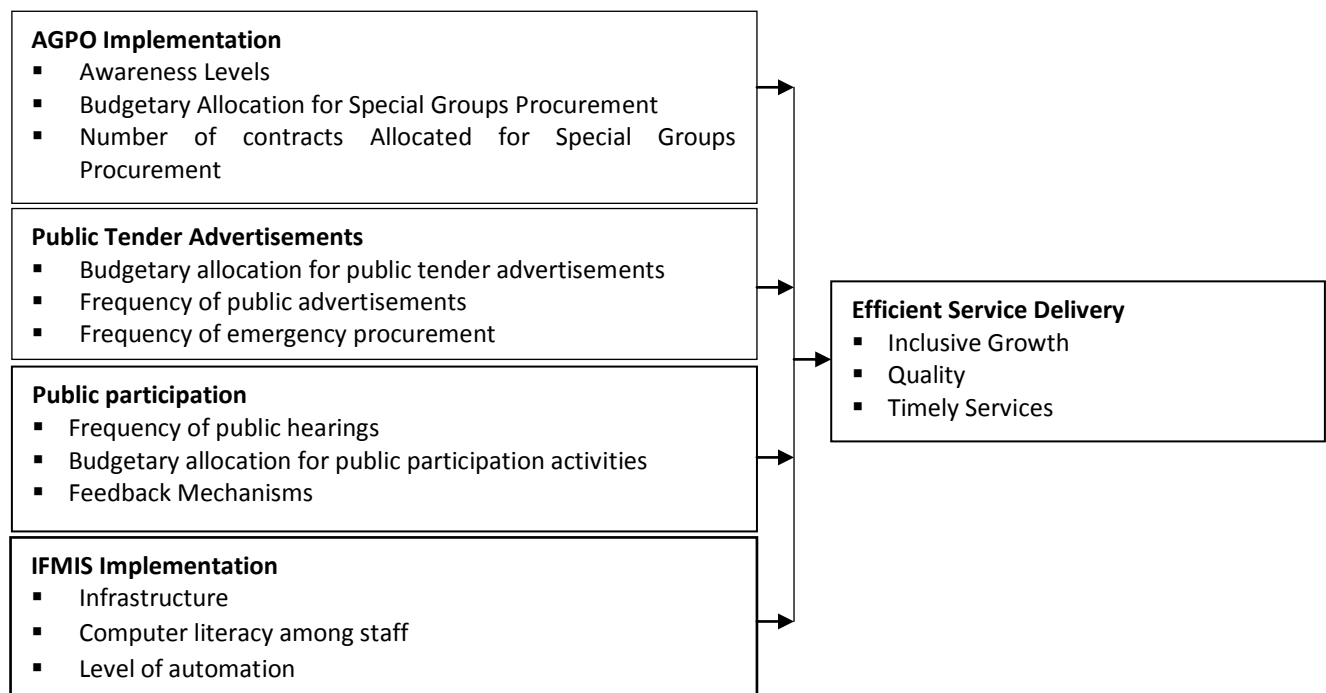 AGPO Implementation
▪ Awareness Levels
▪ Budgetary Allocation for Special Groups Procurement
▪ Number of contracts Allocated for Special Groups
Procurement
Public Tender Advertisements
▪ Budgetary allocation for public tender advertisements
▪ Frequency of public advertisements
▪ Frequency of emergency procurement
Public participation
▪ Frequency of public hearings
▪ Budgetary allocation for public participation activities
▪ Feedback Mechanisms
IFMIS Implementation
▪ Infrastructure
▪ Computer literacy among staff
▪ Level of automation
Efficient Service Delivery
▪ Inclusive Growth
▪ Quality
▪ Timely Services